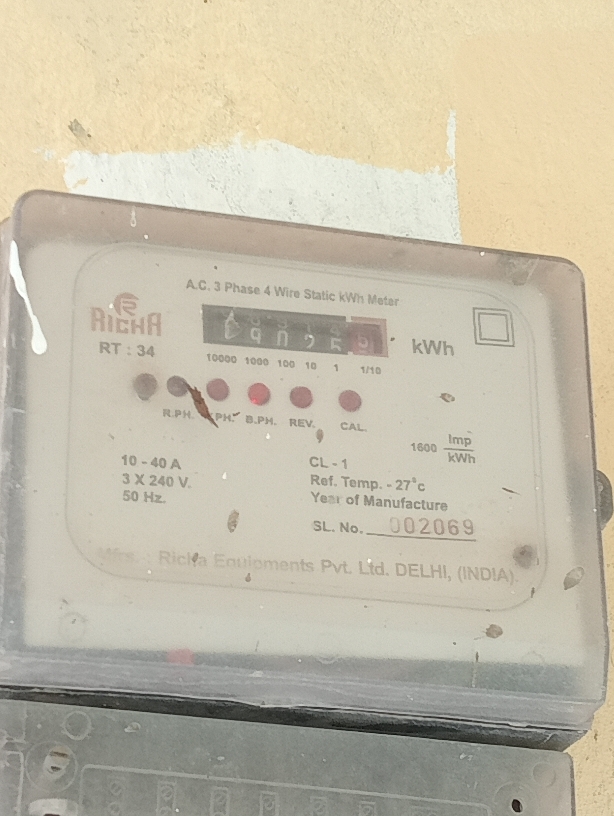 A.C. 3 Phase 4 Wire Static kWh Meter
RICHA
RT : 34
kWh
10000 1000 100 10 1 1/10
R.PH. PH. B.PH. REV. CAL.
1600 Imp
kWh
10 - 40 A
3 X 240 V.
50 Hz.
CL - 1
Ref. Temp. - 27°c
Year of Manufacture
SL. No. 002069
Mfrs. : Richa Equipments Pvt. Ltd. DELHI, (INDIA).